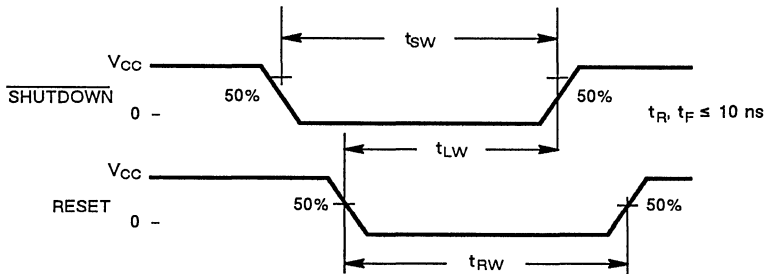 tSW
VCC
SHUTDOWN
50%
50%
0
tR, tF ≤ 10 ns
tLW
VCC
RESET
50%
50%
0
tRW